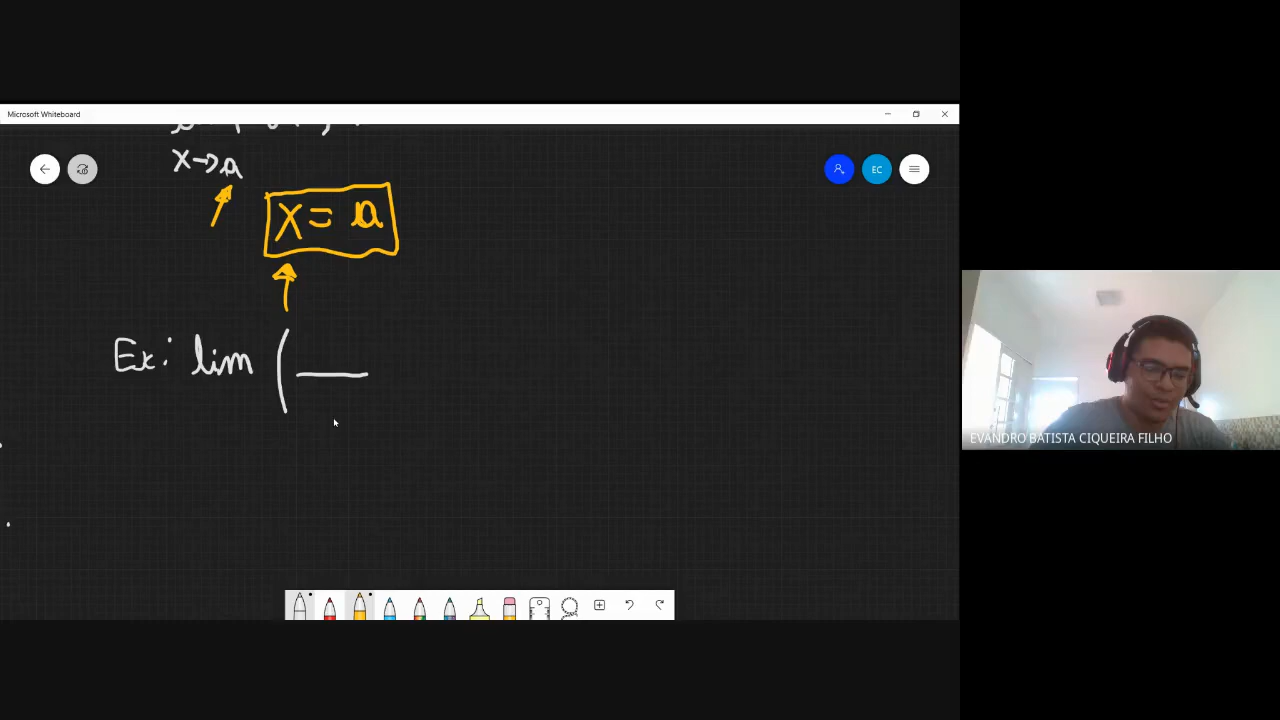 Microsoft Whiteboard
x→a
EC
x = a
Ex: lim (
EVANDRO BATISTA CIQUEIRA FILHO